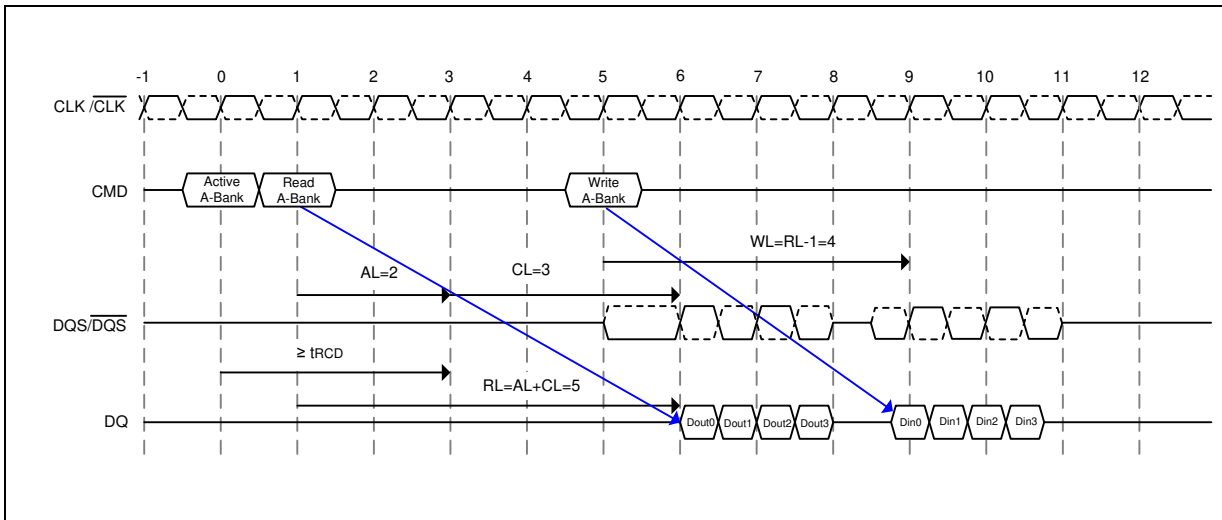 -1 0 1 2 3 4 5 6 7 8 9 10 11 12
CLK /CLK
CMD
Active
A-Bank
Read
A-Bank
Write
A-Bank
WL=RL-1=4
AL=2
CL=3
DQS/DQS
≥ tRCD
RL=AL+CL=5
DQ
Dout0 Dout1 Dout2 Dout3 Din0 Din1 Din2 Din3